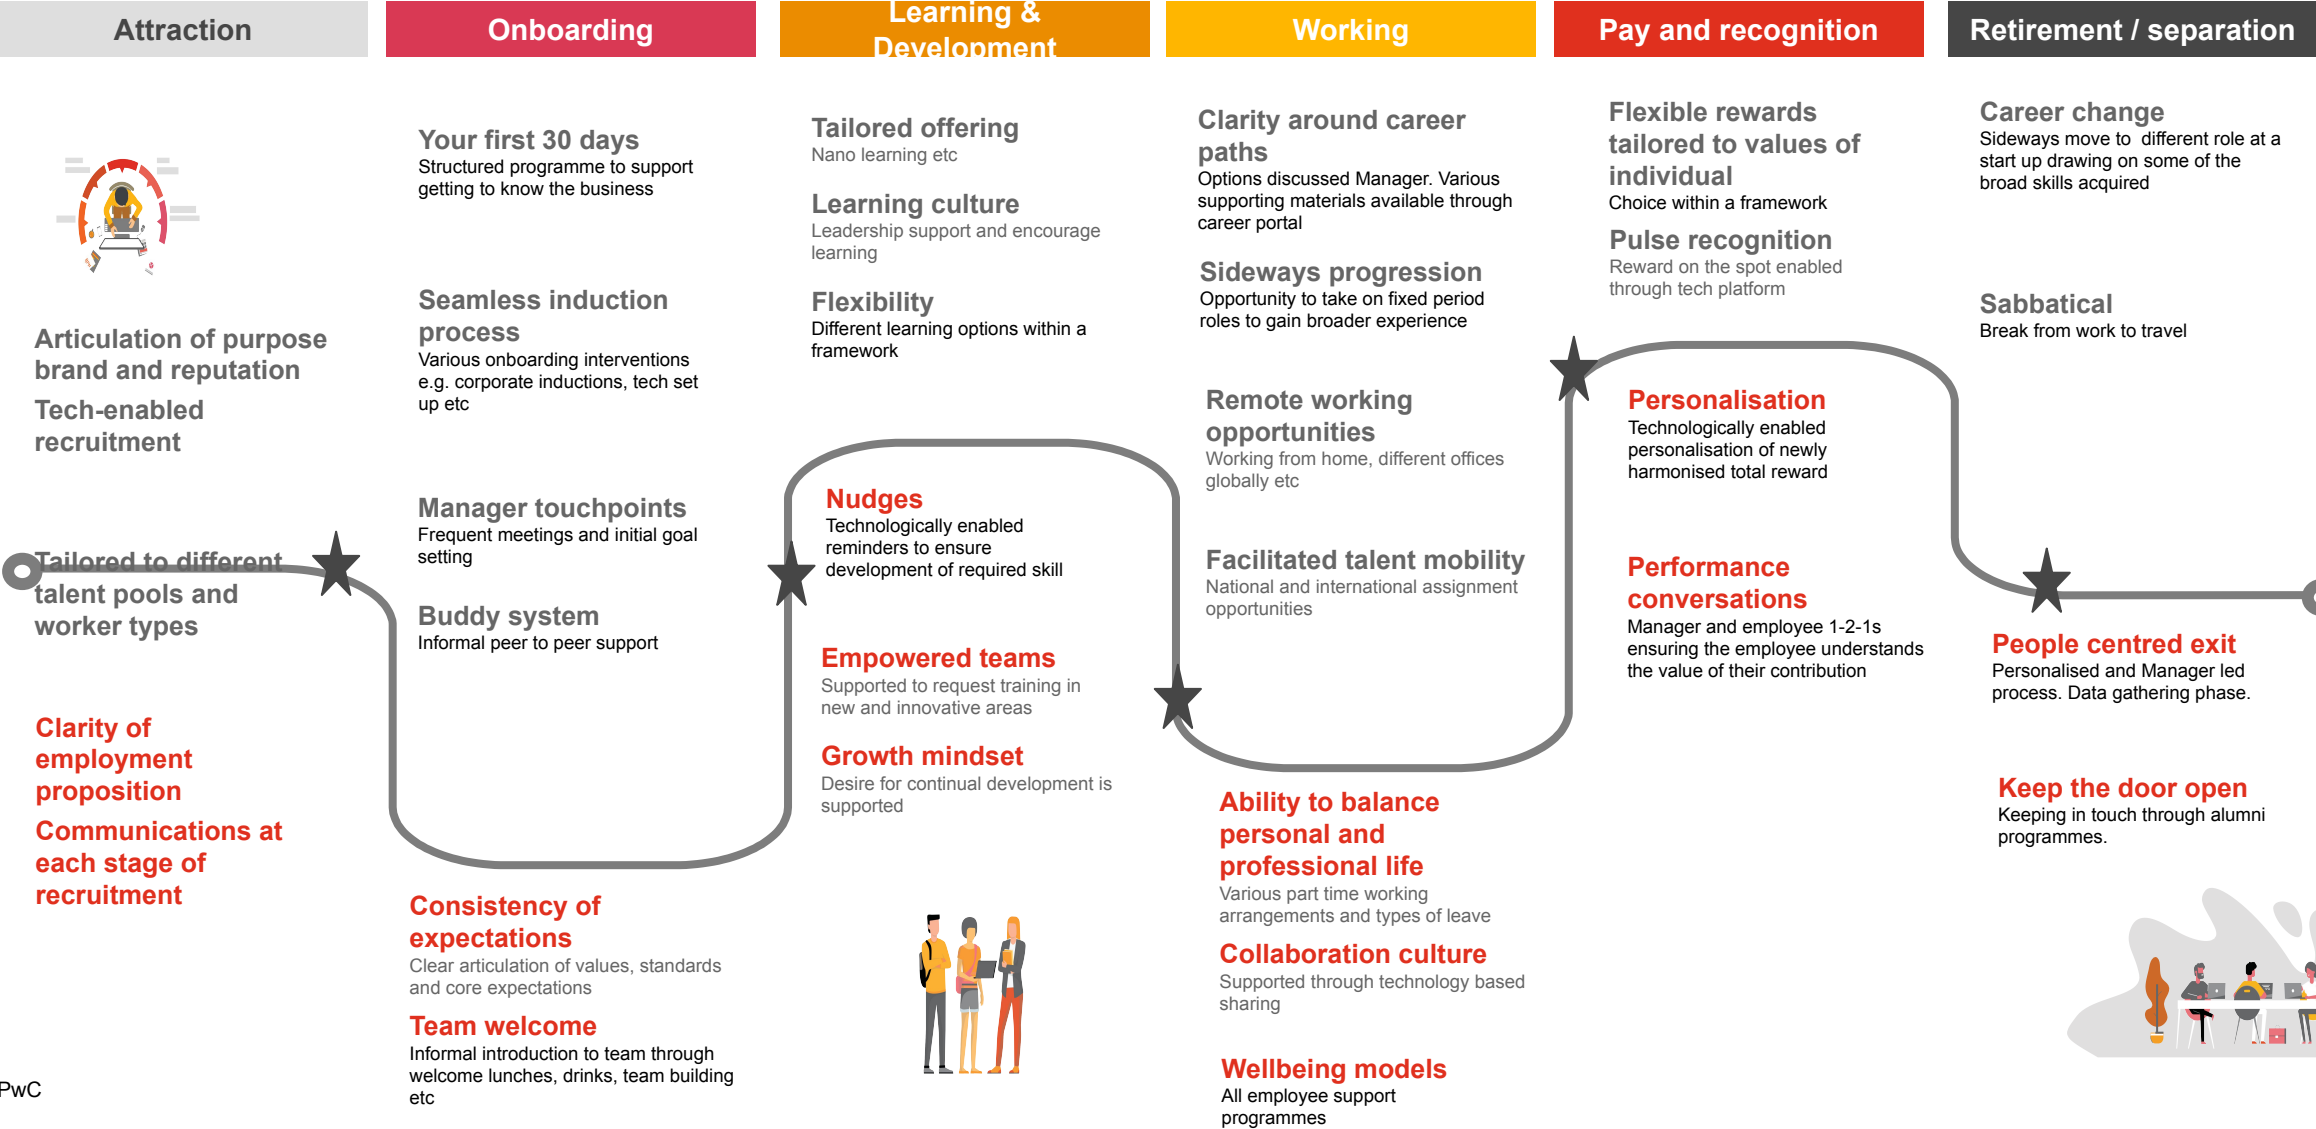 Attraction
Onboarding
Learning &
Development
Working
Pay and recognition
Retirement / separation
Articulation of purpose
brand and reputation
Tech-enabled
recruitment
Tailored to different
talent pools and
worker types
Clarity of
employment
proposition
Communications at
each stage of
recruitment
Your first 30 days
Structured programme to support
getting to know the business
Seamless induction
process
Various onboarding interventions
e.g. corporate inductions, tech set
up etc
Manager touchpoints
Frequent meetings and initial goal
setting
Buddy system
Informal peer to peer support
Consistency of
expectations
Clear articulation of values, standards
and core expectations
Team welcome
Informal introduction to team through
welcome lunches, drinks, team building
etc
Tailored offering
Nano learning etc
Learning culture
Leadership support and encourage
learning
Flexibility
Different learning options within a
framework
Nudges
Technologically enabled
reminders to ensure
development of required skill
Empowered teams
Supported to request training in
new and innovative areas
Growth mindset
Desire for continual development is
supported
Clarity around career
paths
Options discussed Manager. Various
supporting materials available through
career portal
Sideways progression
Opportunity to take on fixed period
roles to gain broader experience
Remote working
opportunities
Working from home, different offices
globally etc
Facilitated talent mobility
National and international assignment
opportunities
Ability to balance
personal and
professional life
Various part time working
arrangements and types of leave
Collaboration culture
Supported through technology based
sharing
Wellbeing models
All employee support
programmes
Flexible rewards
tailored to values of
individual
Choice within a framework
Pulse recognition
Reward on the spot enabled
through tech platform
Personalisation
Technologically enabled
personalisation of newly
harmonised total reward
Performance
conversations
Manager and employee 1-2-1s
ensuring the employee understands
the value of their contribution
Career change
Sideways move to different role at a
start up drawing on some of the
broad skills acquired
Sabbatical
Break from work to travel
People centred exit
Personalised and Manager led
process. Data gathering phase.
Keep the door open
Keeping in touch through alumni
programmes.
PwC